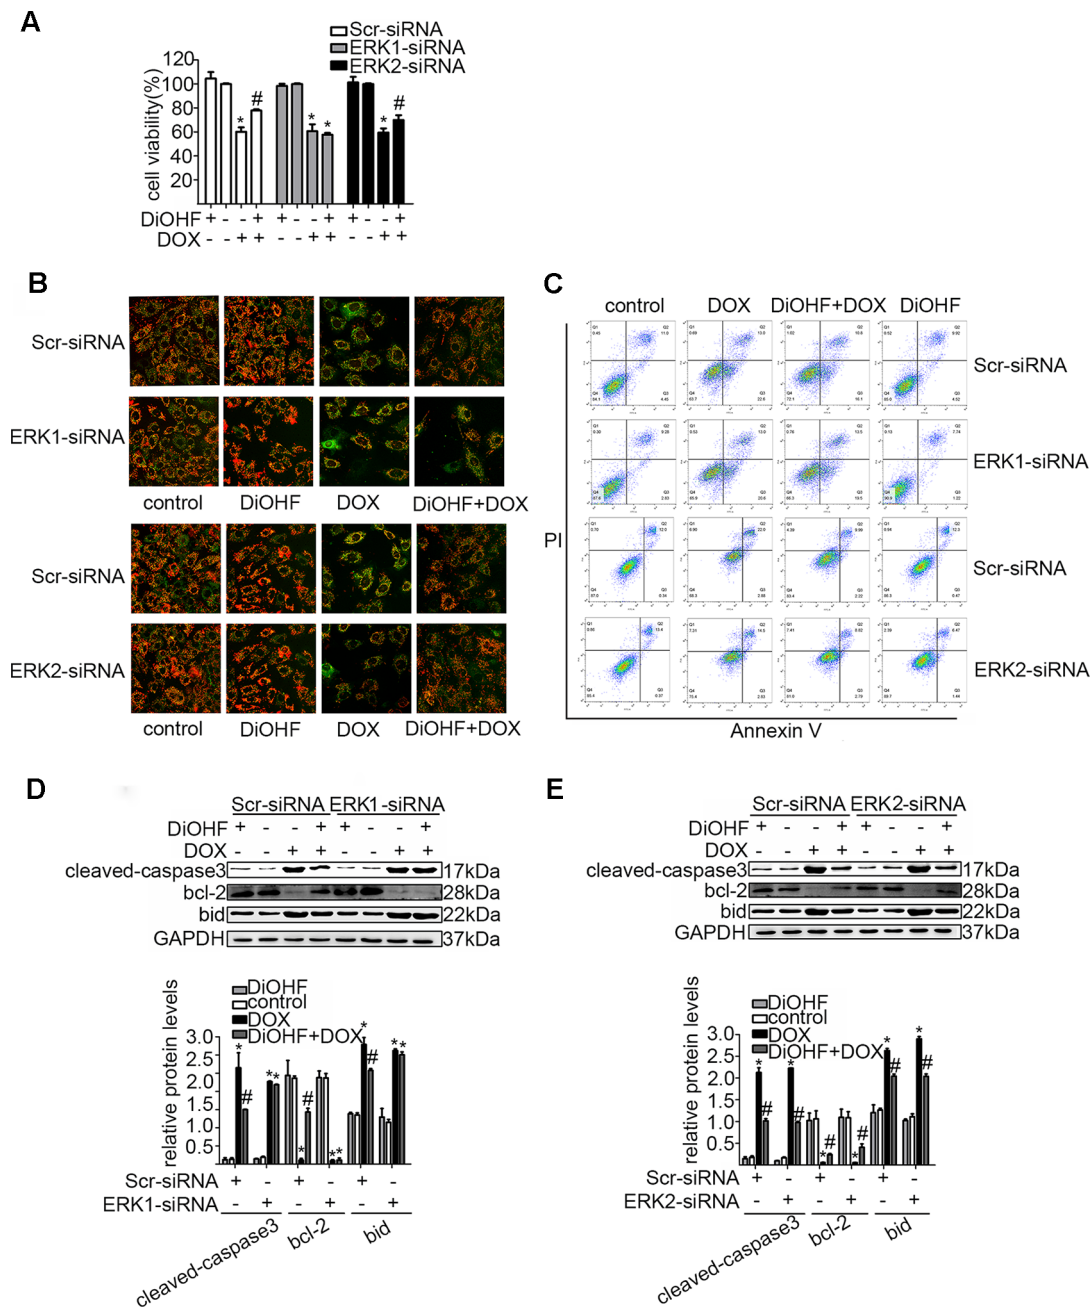 A
Scr-siRNA
ERK1-siRNA
ERK2-siRNA
cell viability(%)
120
100
80
60
40
20
* # * * * #
DiOHF + - - + + - - + + - - +
DOX - - + + - - + + - - + +
B
Scr-siRNA
ERK1-siRNA
control DiOHF DOX DiOHF+DOX
Scr-siRNA
ERK2-siRNA
control DiOHF DOX DiOHF+DOX
C
control DOX DiOHF+DOX DiOHF
Scr-siRNA
ERK1-siRNA
Scr-siRNA
ERK2-siRNA
PI
Annexin V
D
Scr-siRNA ERK1-siRNA
DiOHF + - - + + - - +
DOX - - + + - - + +
cleaved-caspase3 17kDa
bcl-2 28kDa
bid 22kDa
GAPDH 37kDa
relative protein levels
DiOHF
control
DOX
DiOHF+DOX
3.0
2.0
1.5
1.0
0.5
Scr-siRNA + - + - + -
ERK1-siRNA - + - + - +
cleaved-caspase3 bcl-2 bid
E
Scr-siRNA ERK2-siRNA
DiOHF + - - + + - - +
DOX - - + + - - + +
cleaved-caspase3 17kDa
bcl-2 28kDa
bid 22kDa
GAPDH 37kDa
relative protein levels
DiOHF
control
DOX
DiOHF+DOX
3.0
2.0
1.5
1.0
0.5
Scr-siRNA + - + - + -
ERK2-siRNA - + - + - +
cleaved-caspase3 bcl-2 bid